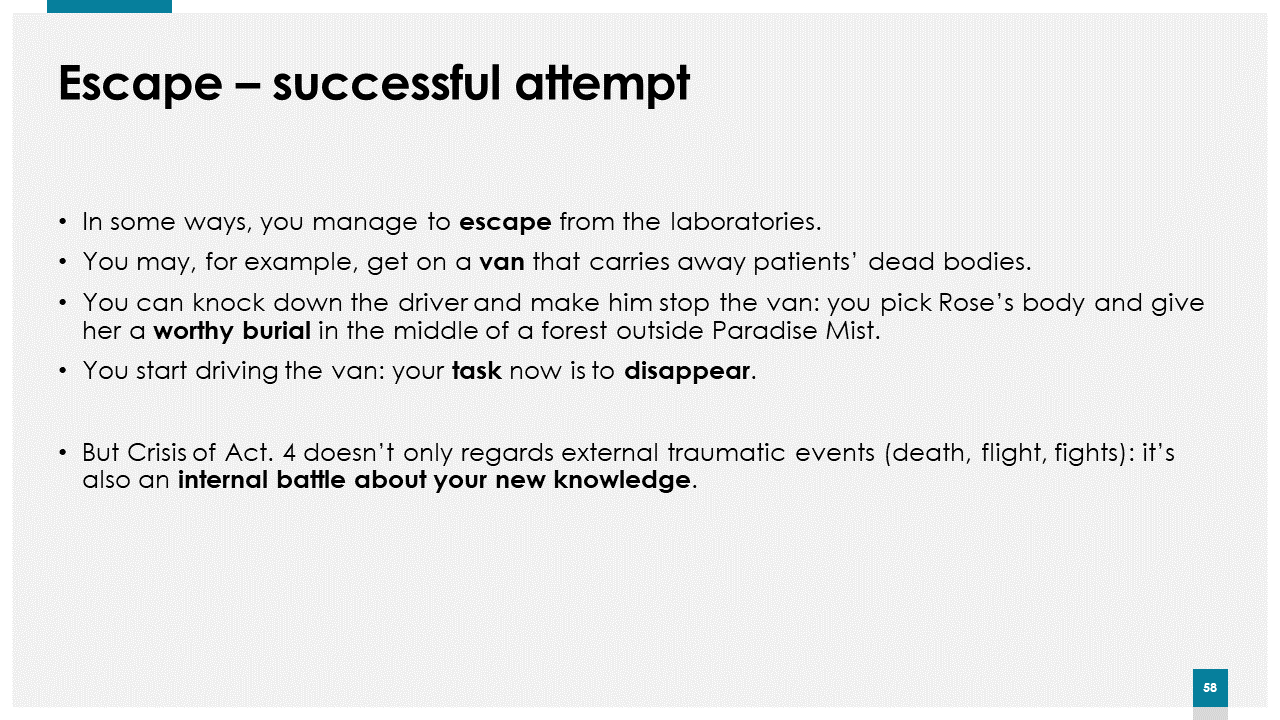 Escape – successful attempt
• In some ways, you manage to escape from the laboratories.
• You may, for example, get on a van that carries away patients’ dead bodies.
• You can knock down the driver and make him stop the van: you pick Rose’s body and give
her a worthy burial in the middle of a forest outside Paradise Mist.
• You start driving the van: your task now is to disappear.
• But Crisis of Act. 4 doesn’t only regards external traumatic events (death, flight, fights): it’s
also an internal battle about your new knowledge.
58